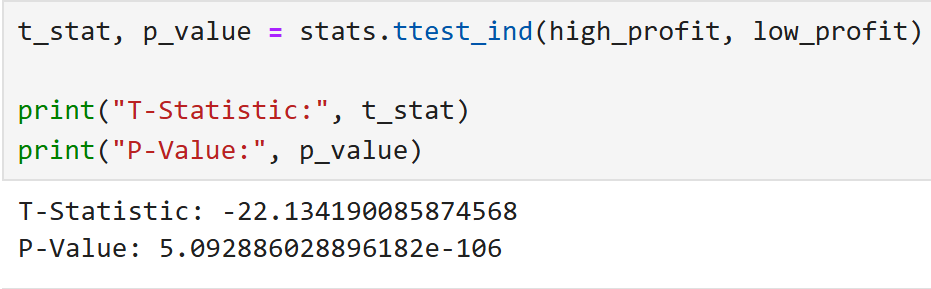 t_stat, p_value = stats.ttest_ind(high_profit, low_profit)
print("T-Statistic:", t_stat)
print("P-Value:", p_value)
T-Statistic: -22.134190085874568
P-Value: 5.092886028896182e-106